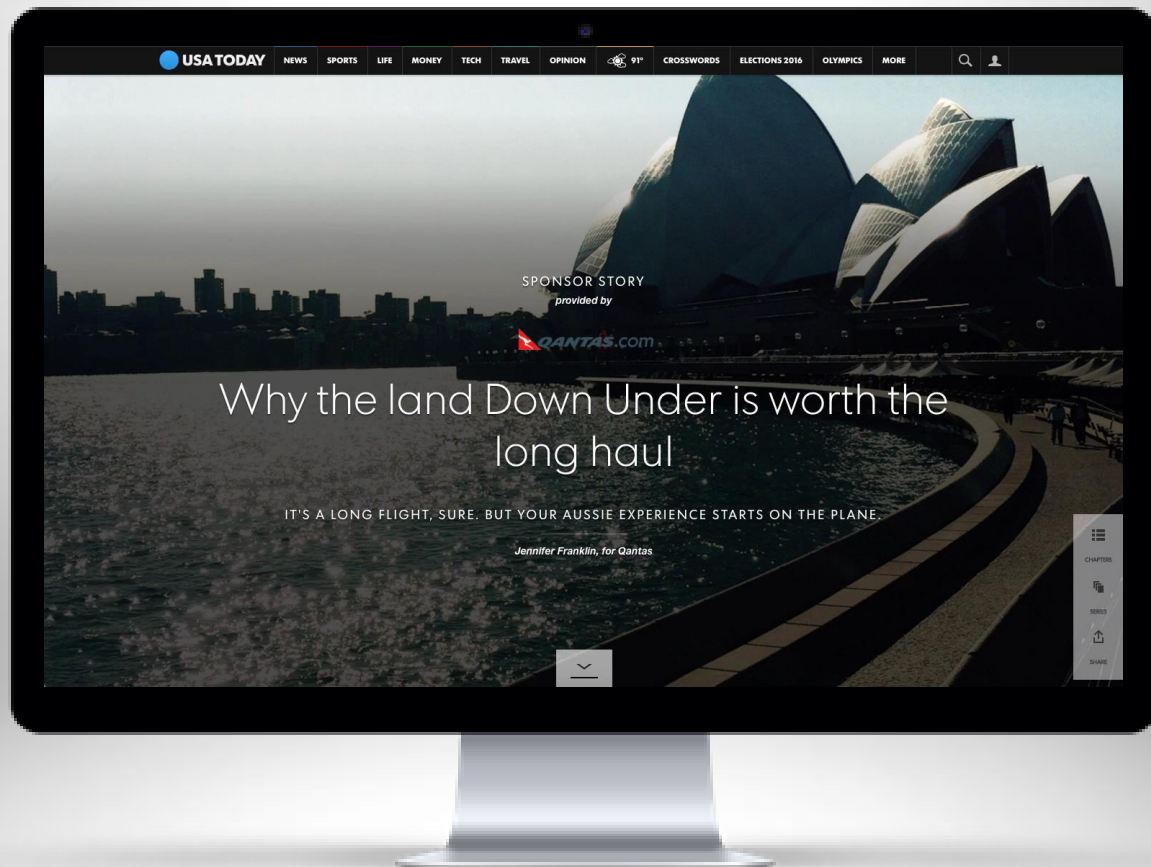 USA TODAY NEWS SPORTS LIFE MONEY TECH TRAVEL OPINION 91° CROSSWORDS ELECTIONS 2016 OLYMPICS MORE
SPONSOR STORY
provided by
QANTAS.com
Why the land Down Under is worth the
long haul
IT'S A LONG FLIGHT, SURE. BUT YOUR AUSSIE EXPERIENCE STARTS ON THE PLANE.
Jennifer Franklin, for Qantas
CHAPTERS
SERIES
SHARE